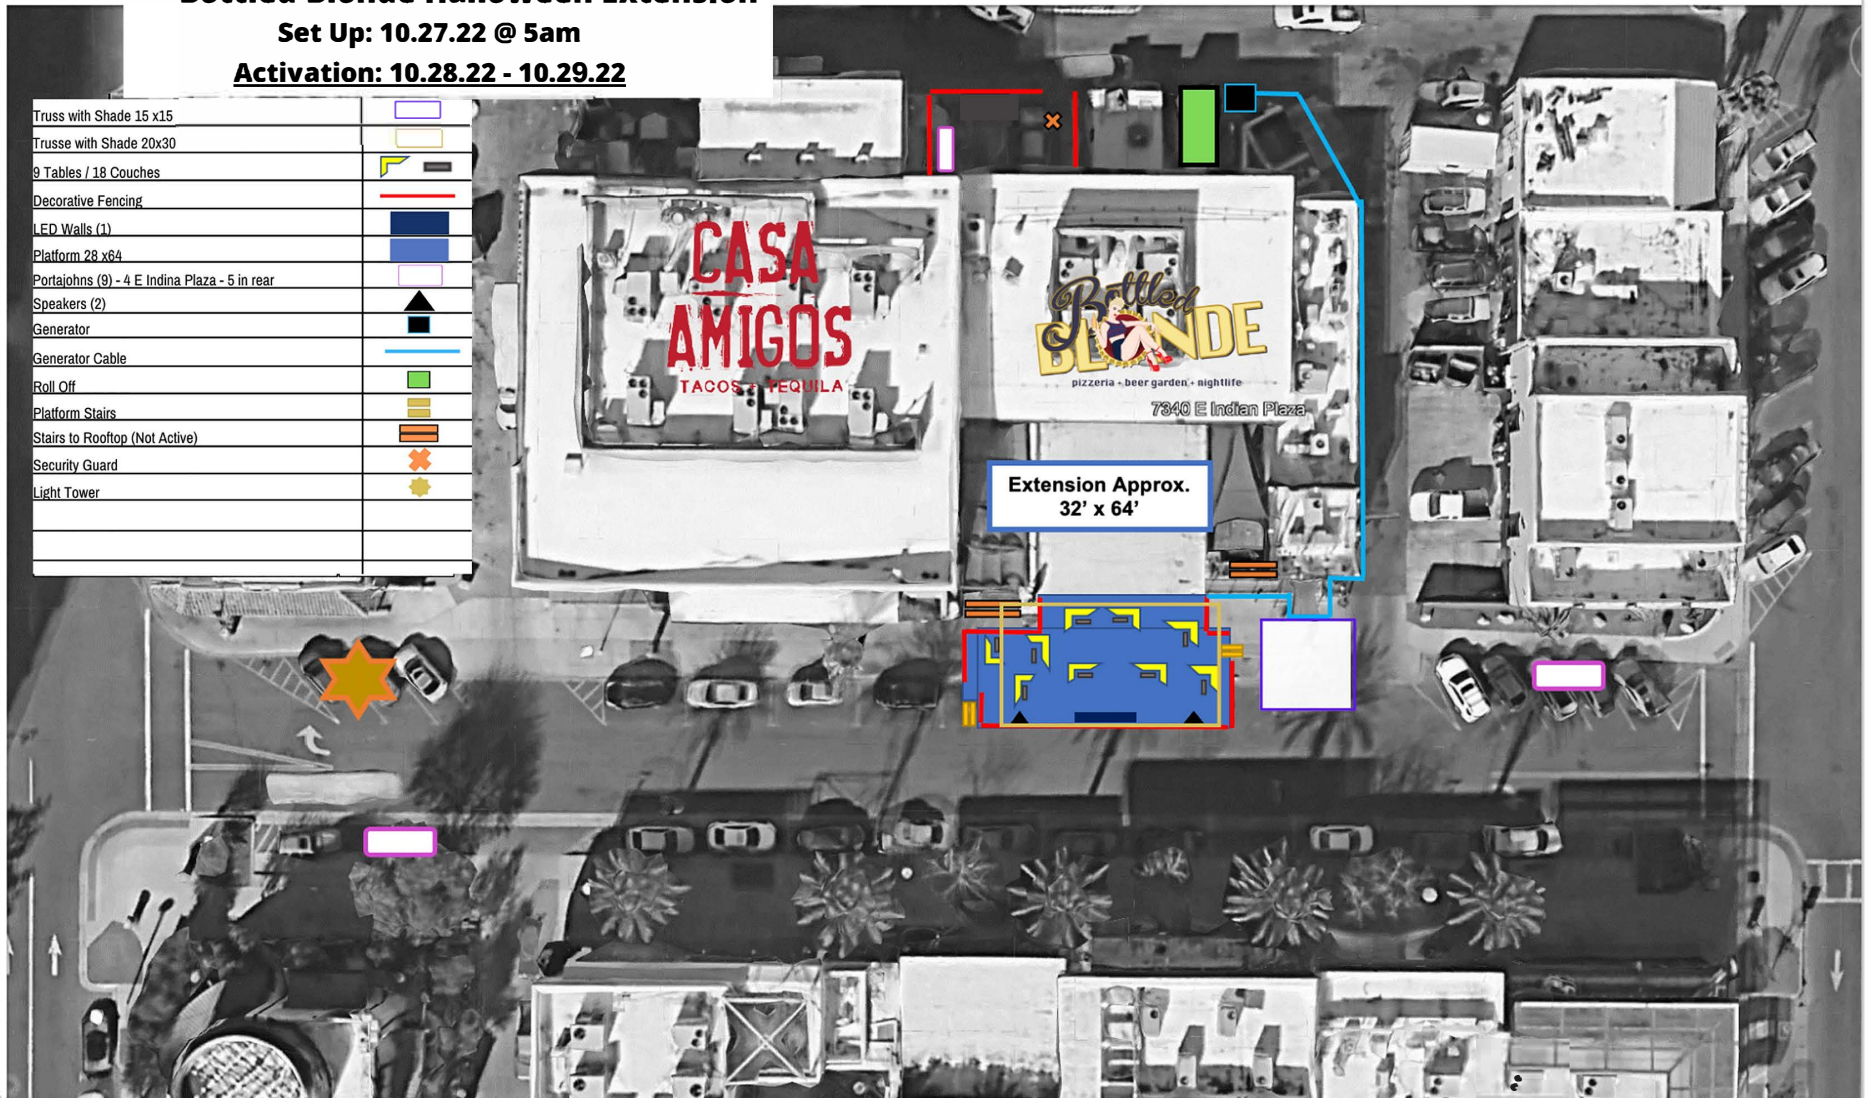 Bottled Blonde Halloween Extension
Set Up: 10.27.22 @ 5am
Activation: 10.28.22 - 10.29.22
Truss with Shade 15 x15
Trusse with Shade 20x30
9 Tables / 18 Couches
Decorative Fencing
LED Walls (1)
Platform 28 x64
Portajohns (9) - 4 E Indina Plaza - 5 in rear
Speakers (2)
Generator
Generator Cable
Roll Off
Platform Stairs
Stairs to Rooftop (Not Active)
Security Guard
Light Tower
CASA
AMIGOS
TACOS + TEQUILA
Bottled
BLONDE
pizzeria - beer garden - nightlife
7340 E Indian Plaza
Extension Approx.
32’ x 64’